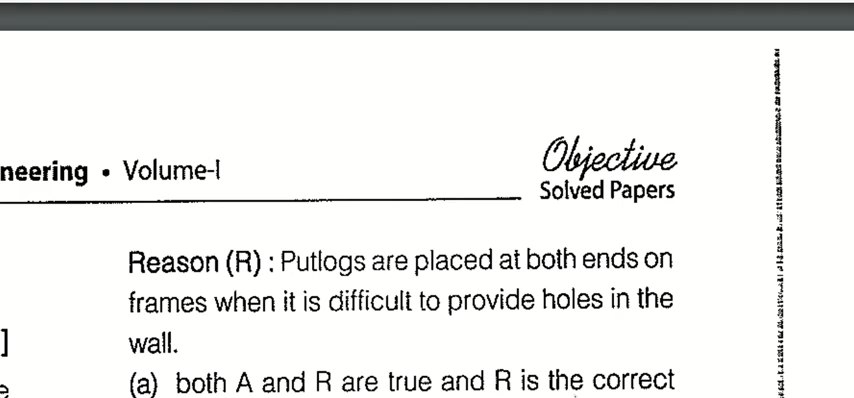 neering • Volume-I
Objective
Solved Papers
Reason (R) : Putlogs are placed at both ends on
frames when it is difficult to provide holes in the
]
wall.
e
(a) both A and R are true and R is the correct